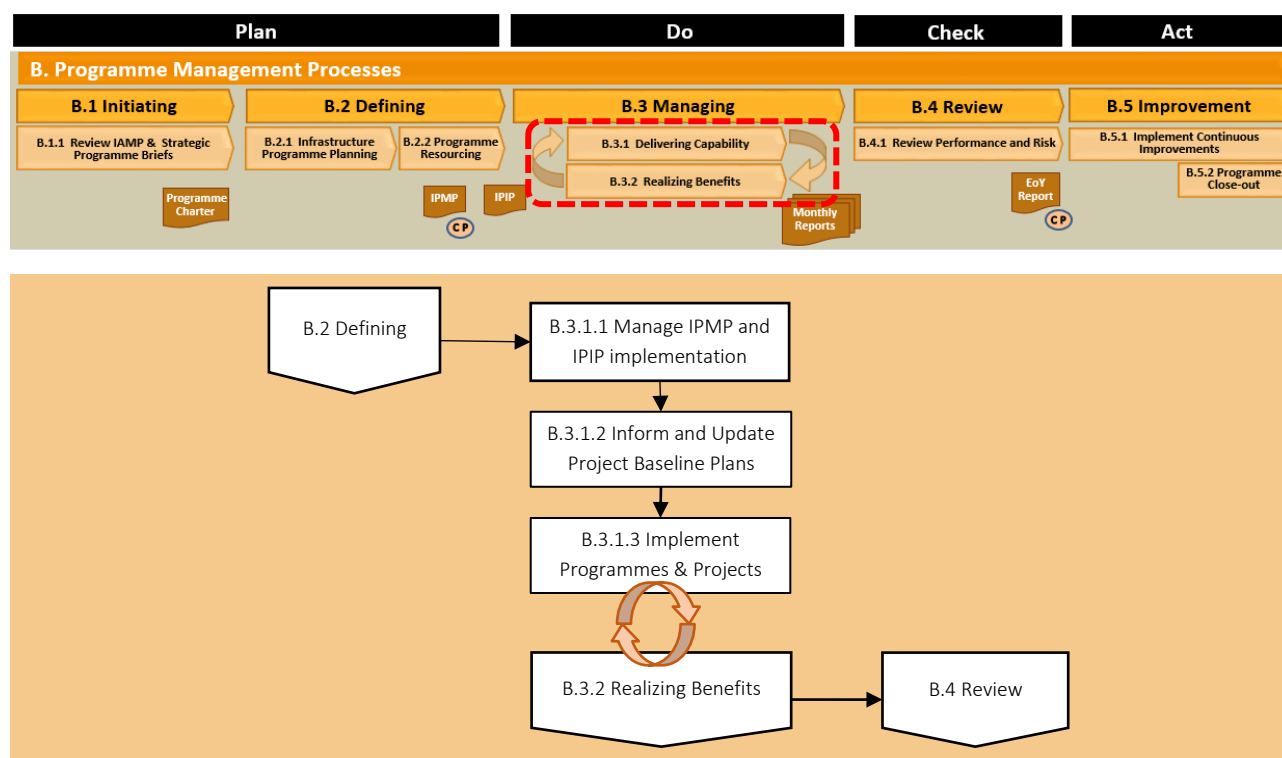 Plan
Do
Check
Act
B. Programme Management Processes
B.1 Initiating
B.2 Defining
B.3 Managing
B.4 Review
B.5 Improvement
B.1.1 Review IAMP & Strategic
Programme Briefs
B.2.1 Infrastructure
Programme Planning
B.2.2 Programme
Resourcing
B.3.1 Delivering Capability
B.3.2 Realizing Benefits
B.4.1 Review Performance and Risk
B.5.1 Implement Continuous
Improvements
B.5.2 Programme
Close-out
Programme
Charter
IPMP
CP
IPIP
Monthly
Reports
EoY
Report
CP
B.2 Defining
B.3.1.1 Manage IPMP and
IPIP implementation
B.3.1.2 Inform and Update
Project Baseline Plans
B.3.1.3 Implement
Programmes & Projects
B.3.2 Realizing Benefits
B.4 Review